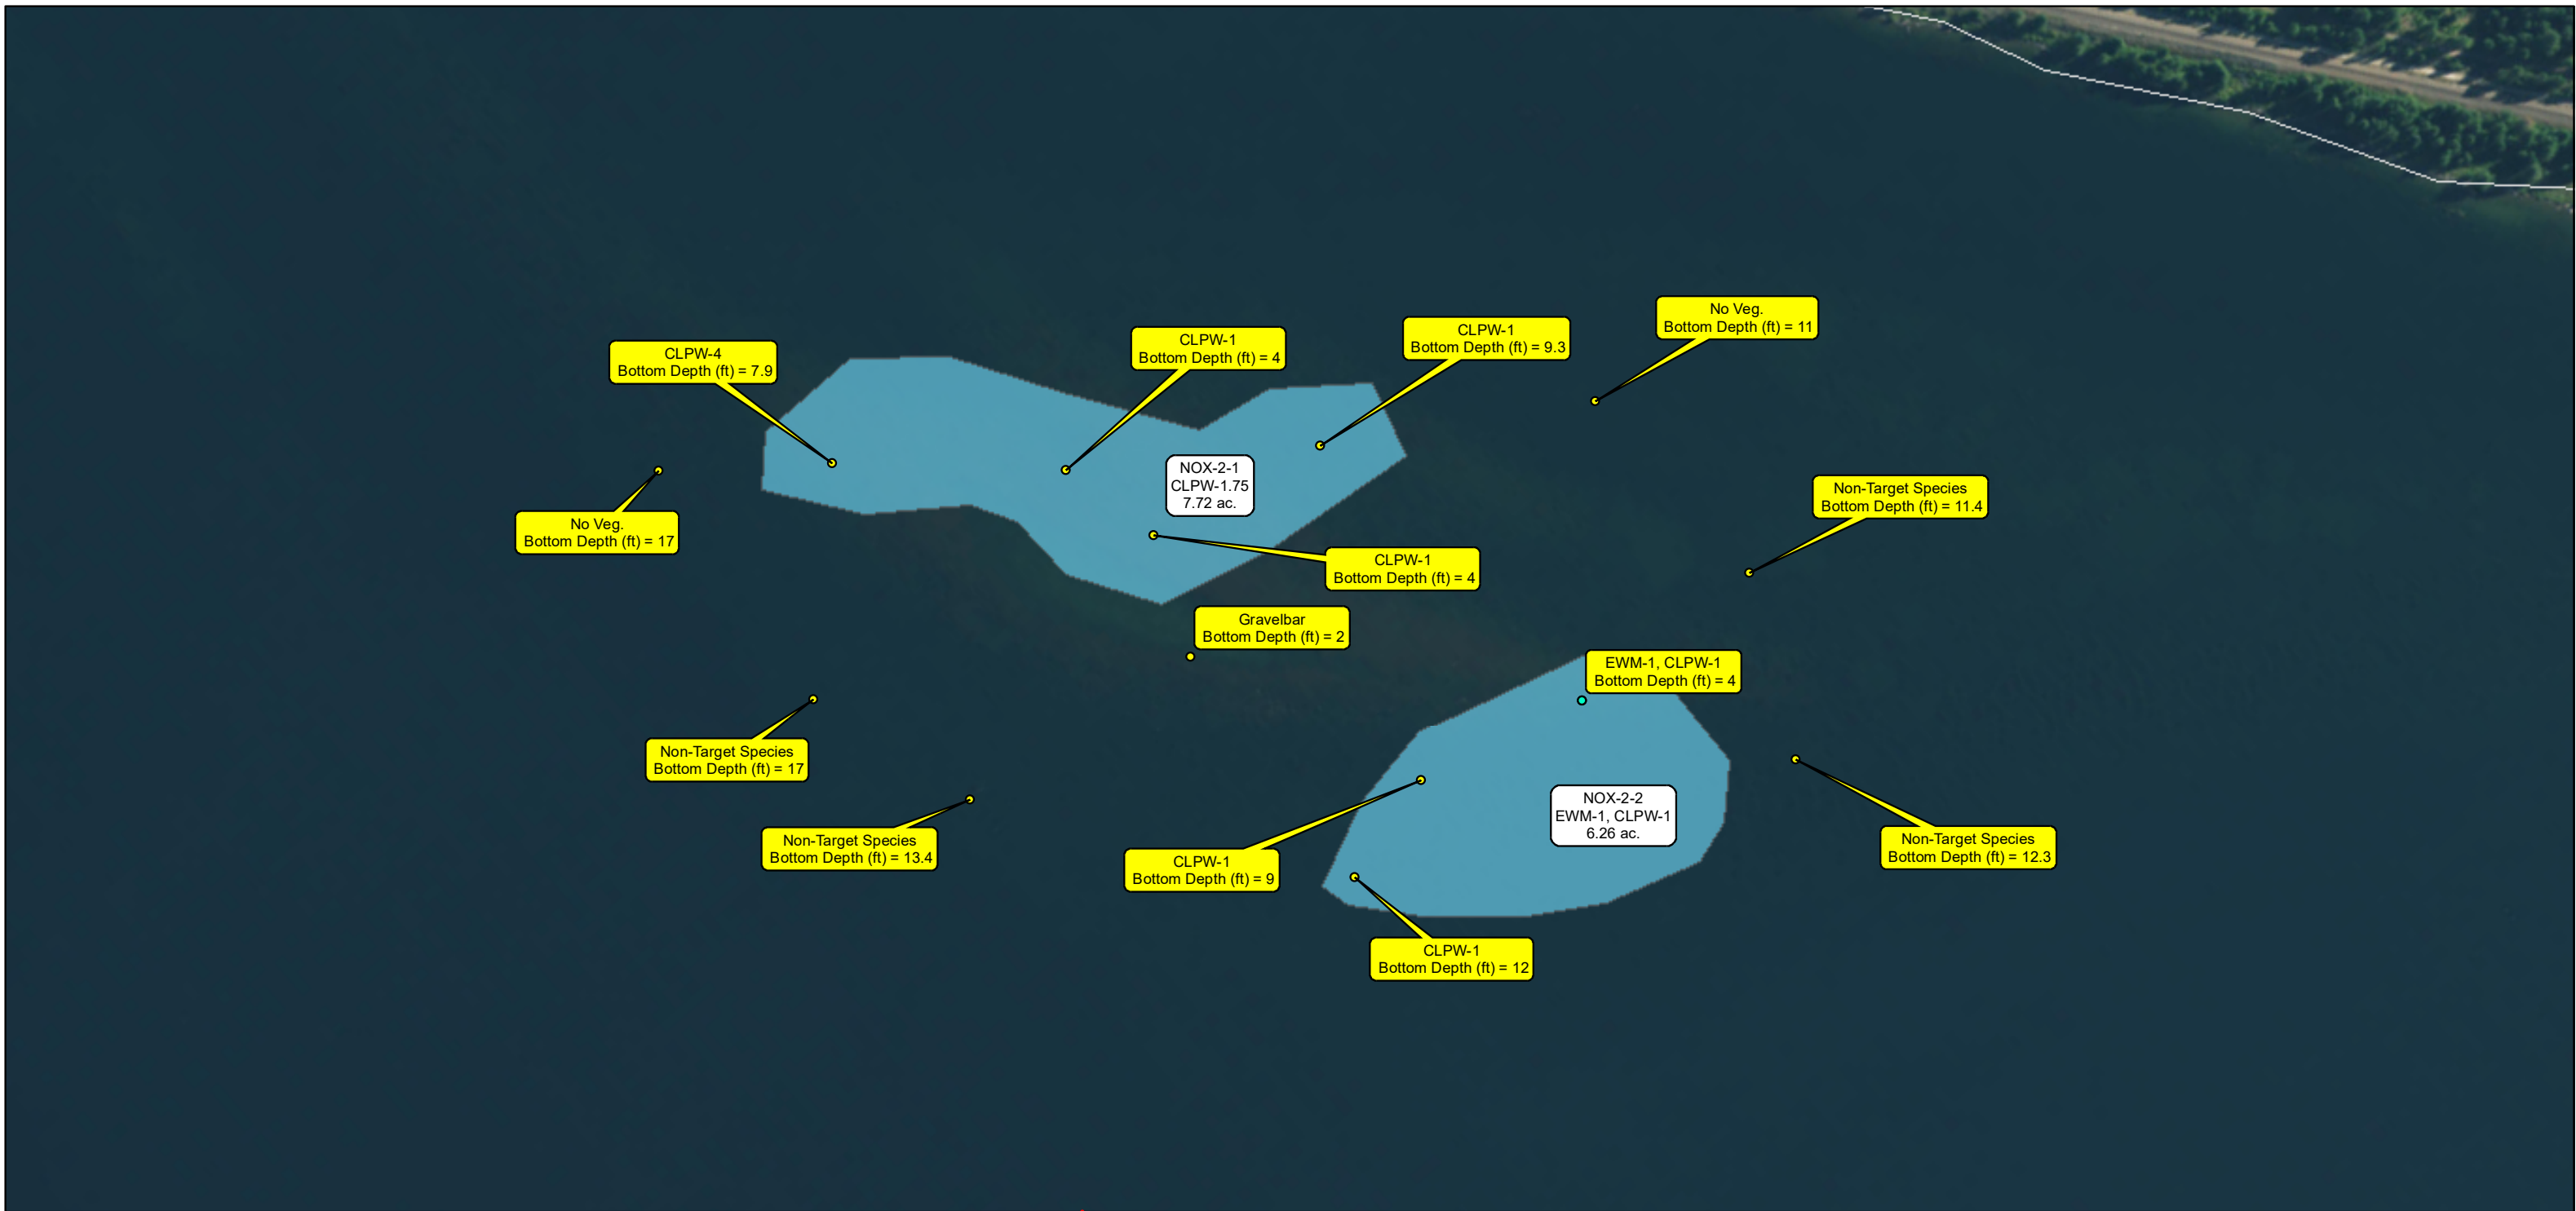 No Veg.
Bottom Depth (ft) = 11
CLPW-1
Bottom Depth (ft) = 9.3
CLPW-1
Bottom Depth (ft) = 4
CLPW-4
Bottom Depth (ft) = 7.9
NOX-2-1
CLPW-1.75
7.72 ac.
Non-Target Species
Bottom Depth (ft) = 11.4
No Veg.
Bottom Depth (ft) = 17
CLPW-1
Bottom Depth (ft) = 4
Gravelbar
Bottom Depth (ft) = 2
EWM-1, CLPW-1
Bottom Depth (ft) = 4
Non-Target Species
Bottom Depth (ft) = 17
NOX-2-2
EWM-1, CLPW-1
6.26 ac.
Non-Target Species
Bottom Depth (ft) = 13.4
Non-Target Species
Bottom Depth (ft) = 12.3
CLPW-1
Bottom Depth (ft) = 9
CLPW-1
Bottom Depth (ft) = 12